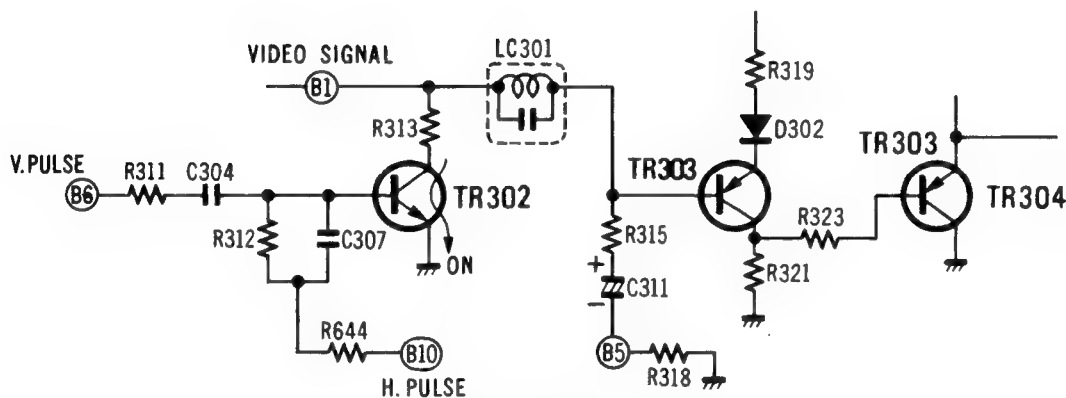 VIDEO SIGNAL
B1
LC301
R319
D302
R313
TR303
TR303
V.PULSE
B6
R311
C304
TR302
TR304
R323
R312
C307
ON
R315
R321
+
C311
−
R644
B10
H. PULSE
B5
R318